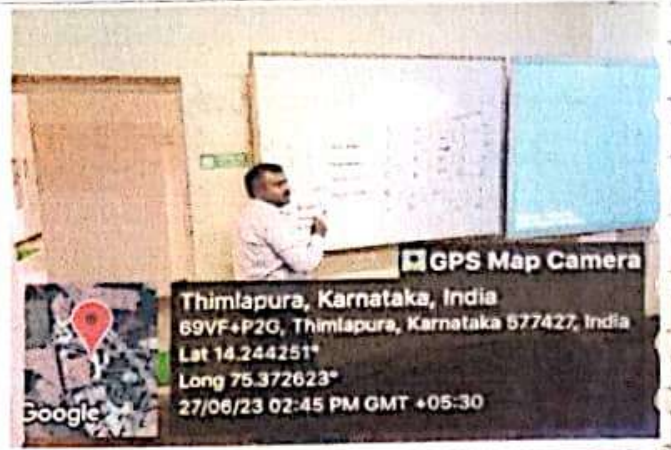 GPS Map Camera
Thimlapura, Karnataka, India
69VF+P2G, Thimlapura, Karnataka 577427, India
Lat 14.244251°
Long 75.372623°
27/06/23 02:45 PM GMT +05:30
Google